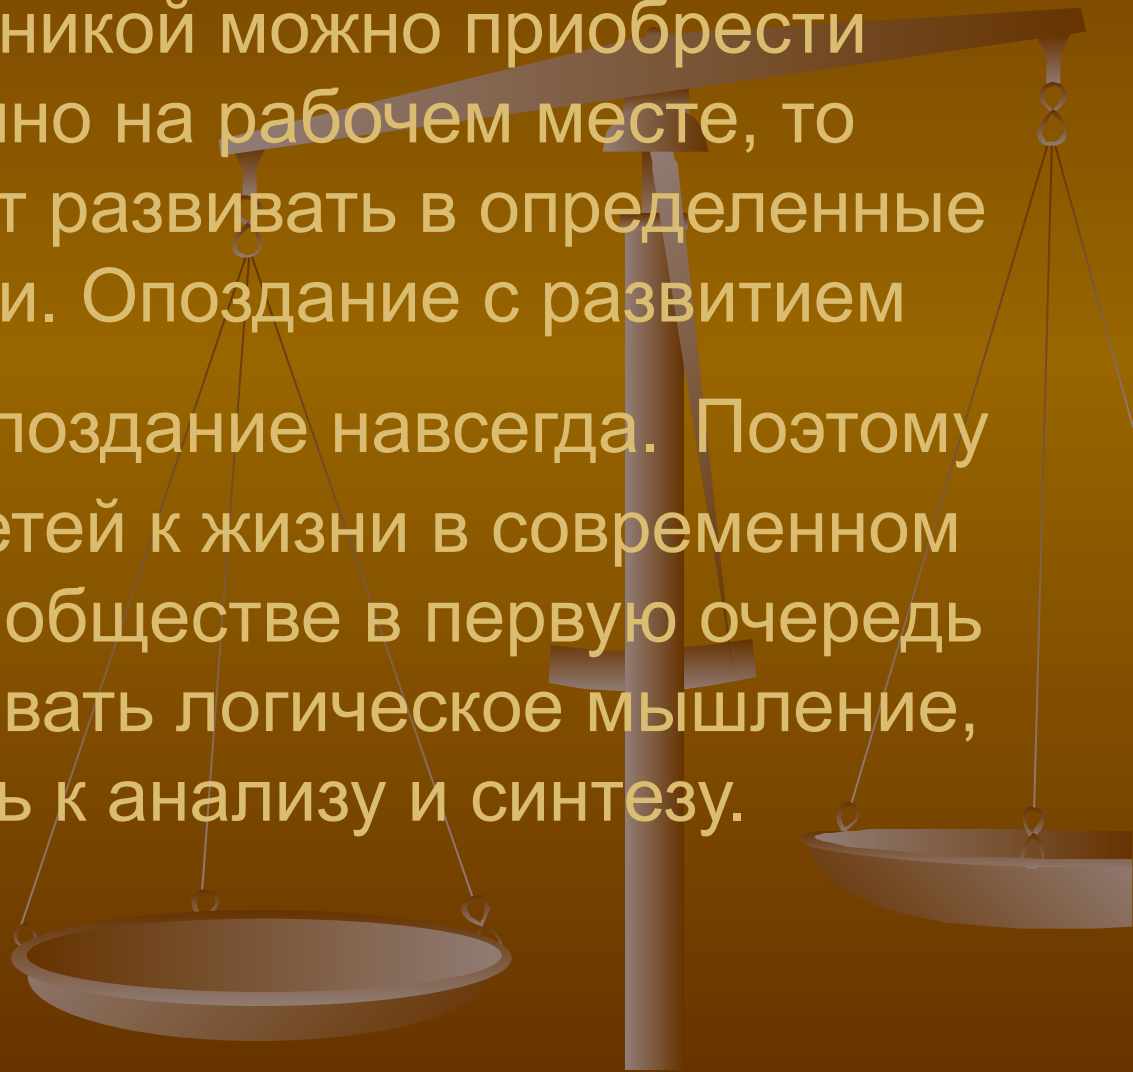 никой можно приобрести
но на рабочем месте, то
т развивать в определенные
и. Опоздание с развитием
поздание навсегда. Поэтому
етей к жизни в современном
обществе в первую очередь
вать логическое мышление,
ь к анализу и синтезу.